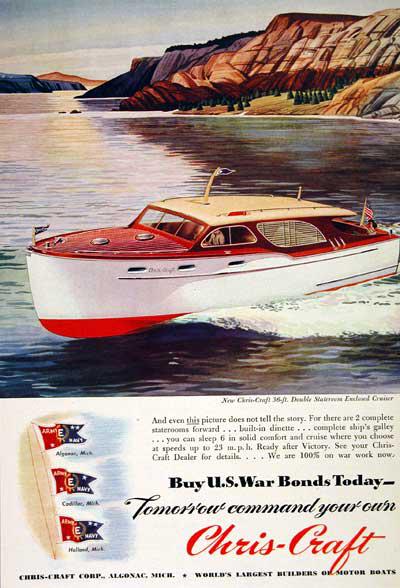 Chris-Craft
New Chris-Craft 36-ft. Double Stateroom Enclosed Cruiser
And even this picture does not tell the story. For there are 2 complete
staterooms forward . . . built-in dinette . . . complete ship's galley
. . . you can sleep 6 in solid comfort and cruise where you choose
at speeds up to 23 m.p.h. Ready after Victory. See your Chris-
Craft Dealer for details. . . . We are 100% on war work now.
ARMY E NAVY
Algonac, Mich.
ARMY E NAVY
Cadillac, Mich.
ARMY E NAVY
Holland, Mich.
Buy U.S. War Bonds Today—
Tomorrow command your own
Chris-Craft
CHRIS-CRAFT CORP., ALGONAC, MICH. ★ WORLD'S LARGEST BUILDERS OF MOTOR BOATS